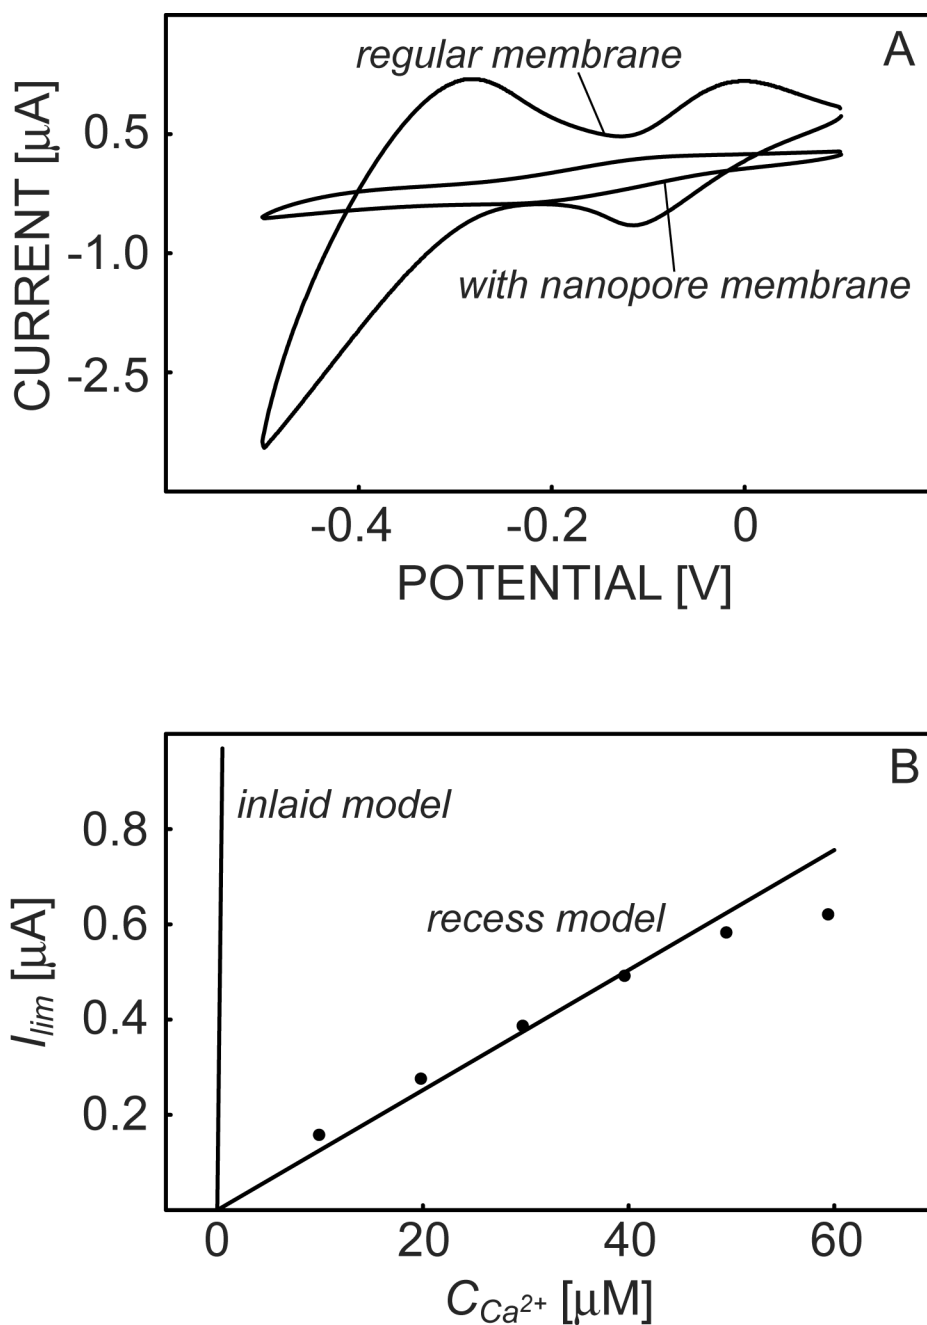 A
regular membrane
CURRENT [μA]
0.5
-1.0
-2.5
with nanopore membrane
-0.4
-0.2
0
POTENTIAL [V]
B
inlaid model
I_lim [μA]
0.8
0.6
0.4
0.2
recess model
0
20
40
60
C_Ca²⁺ [μM]